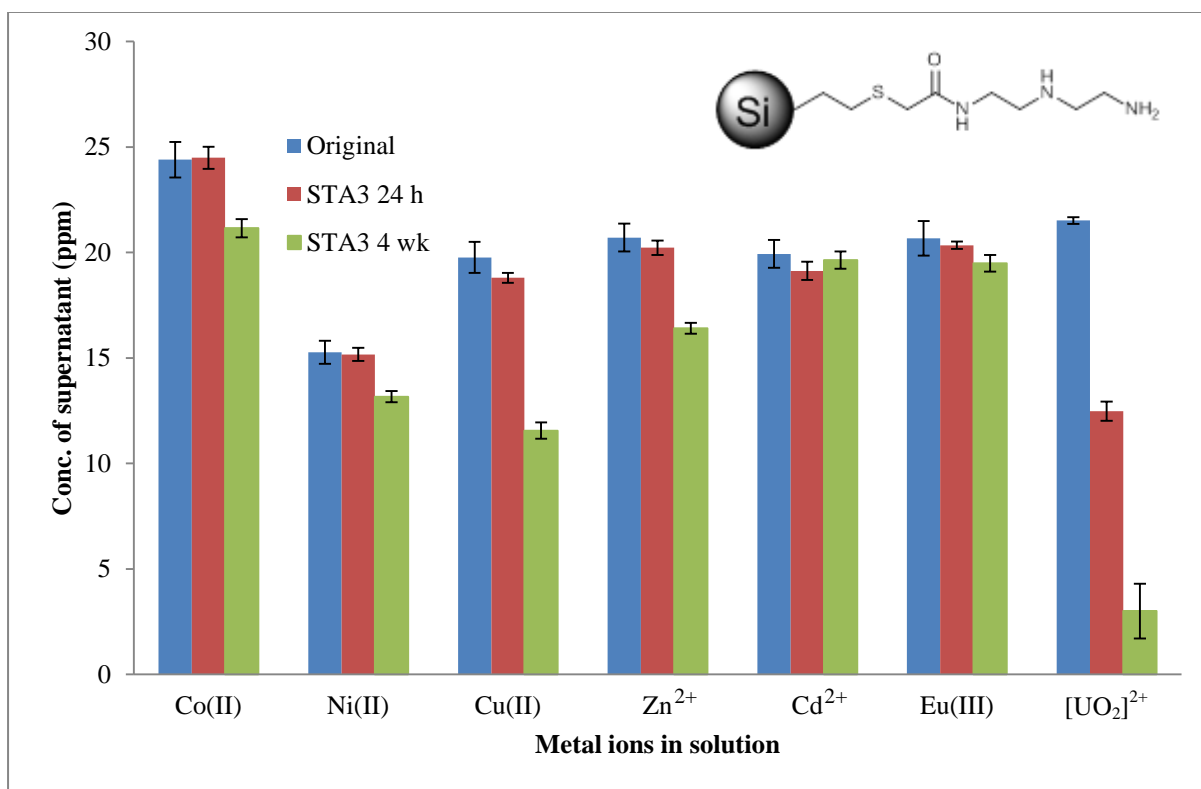 30
25
20
15
10
5
0
Conc. of supernatant (ppm)
Original
STA3 24 h
STA3 4 wk
Si
S
O
N
H
H
N
NH₂
Co(II) Ni(II) Cu(II) Zn²⁺ Cd²⁺ Eu(III) [UO₂]²⁺
Metal ions in solution